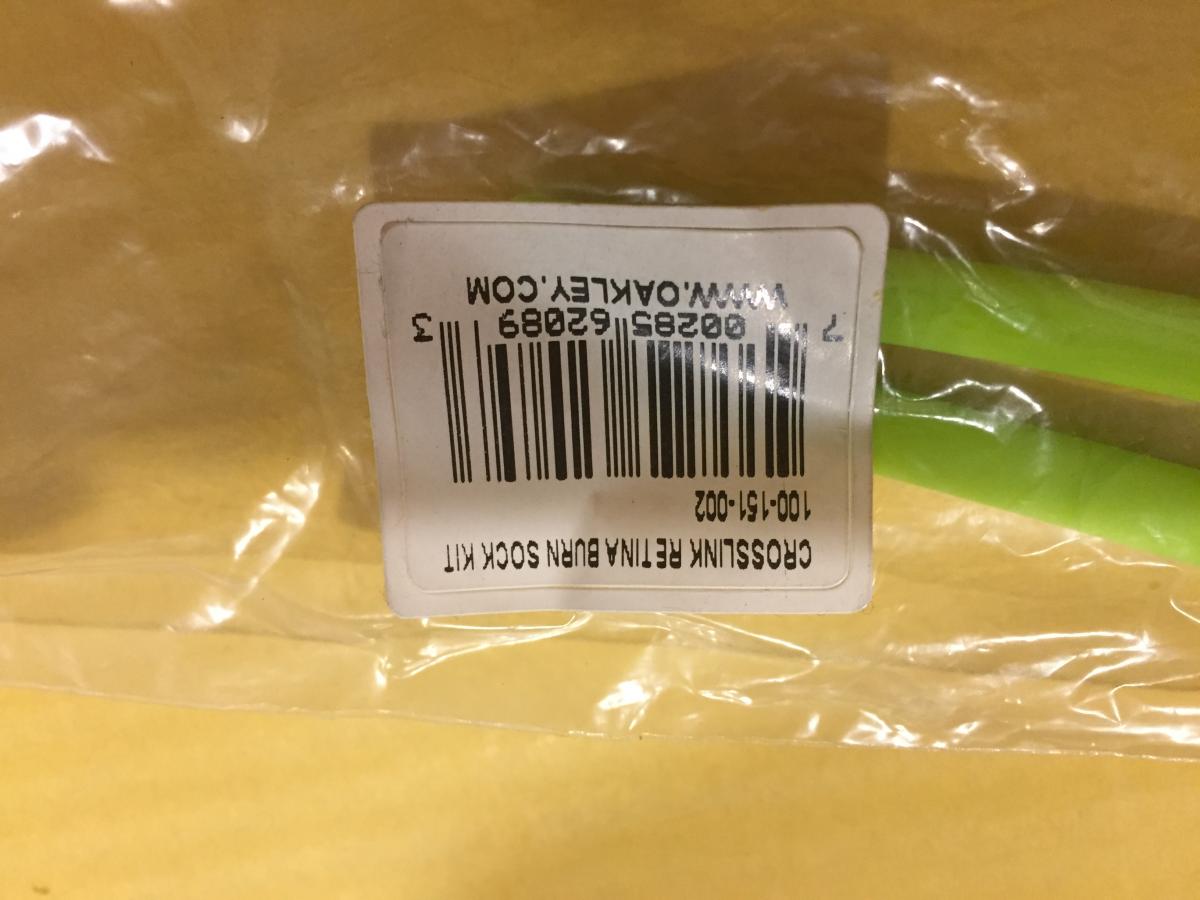 CROSSLINK RETINA BURN SOCK KIT
100-151-002
7 00285 62089 3
WWW.OAKLEY.COM